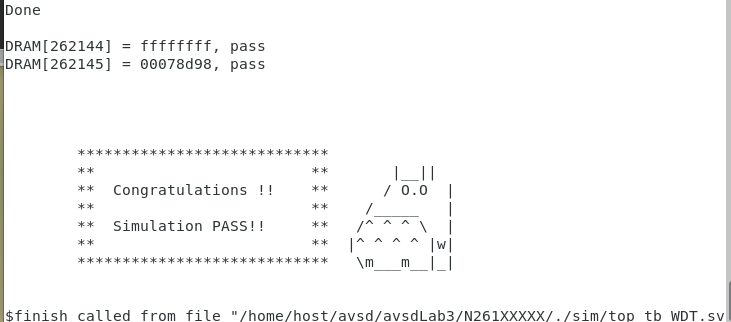 Done
DRAM[262144] = ffffffff, pass
DRAM[262145] = 00078d98, pass
****************************
**                        **       |__||
**  Congratulations !!    **      / O.O  |
**                        **    /_____   |
**  Simulation PASS!!     **   /^ ^ ^ \  |
**                        **  |^ ^ ^ ^ |w|
****************************   \m___m__|_|
$finish called from file "/home/host/avsd/avsdLab3/N261XXXXX/./sim/top_tb_WDT.sv